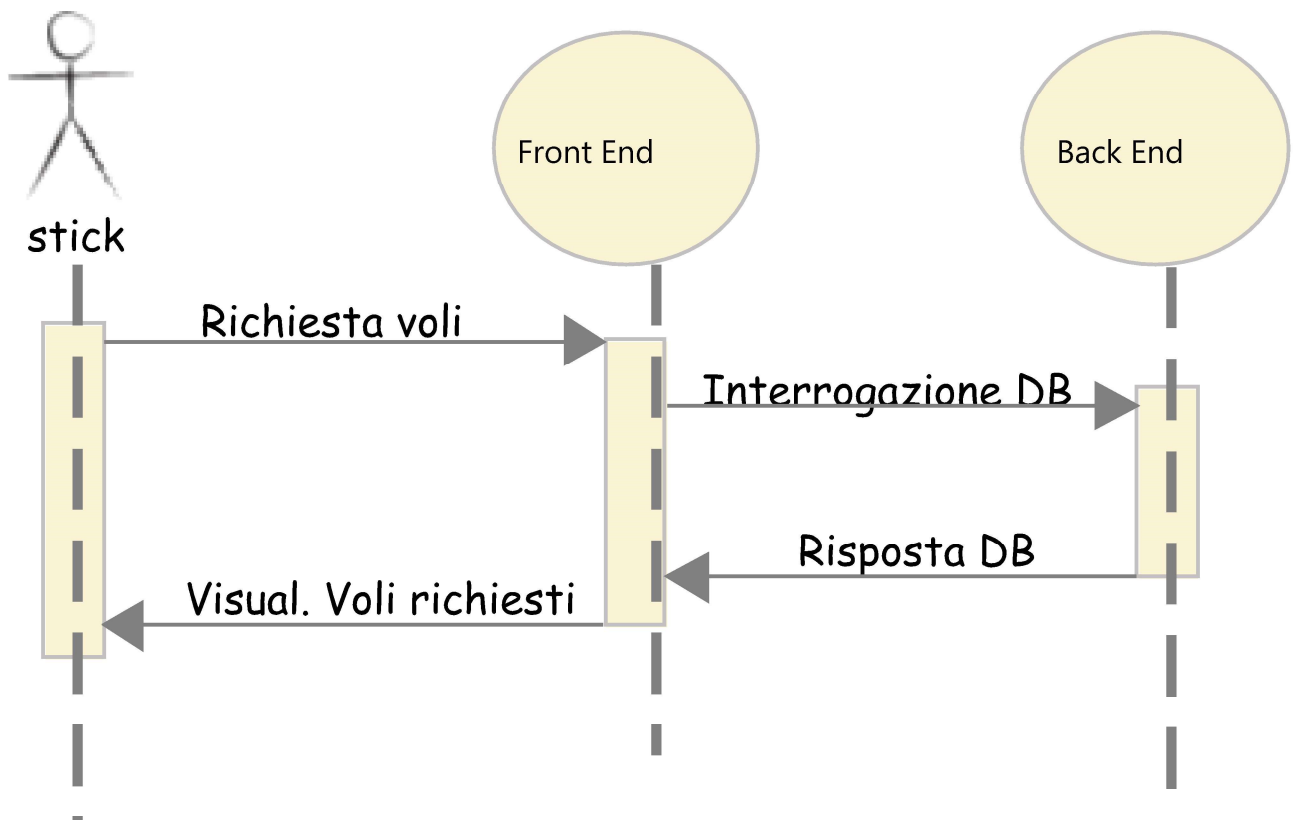 Front End
Back End
stick
Richiesta voli
Interrogazione DB
Risposta DB
Visual. Voli richiesti